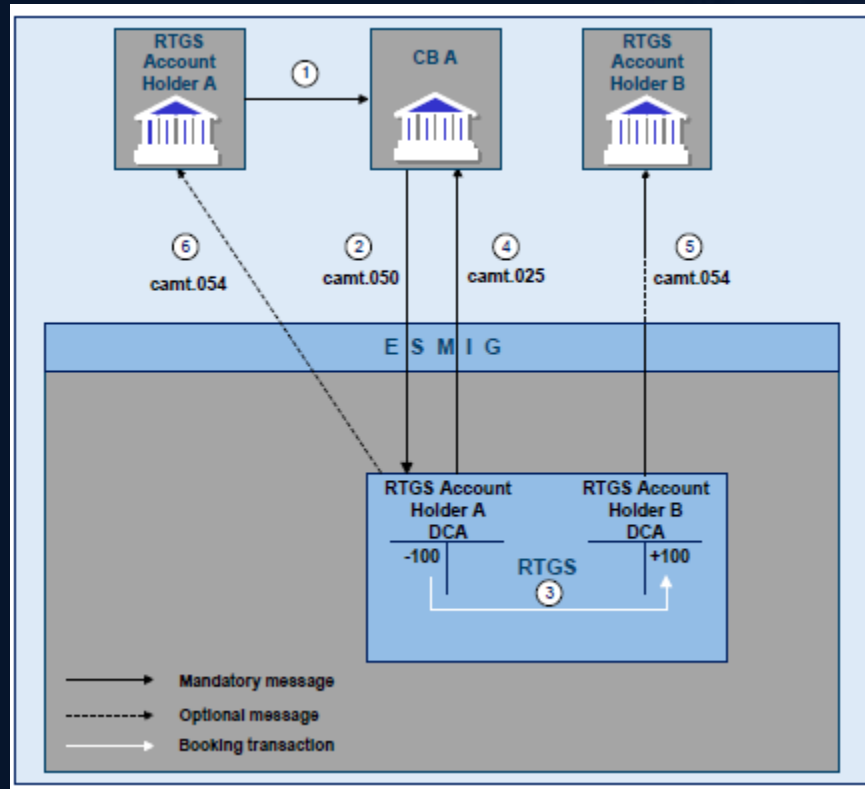 RTGS
Account
Holder A
1
CB A
RTGS
Account
Holder B
6
camt.054
2
camt.050
4
camt.025
5
camt.054
E S M I G
RTGS Account
Holder A
DCA
-100
RTGS Account
Holder B
DCA
+100
RTGS
3
Mandatory message
Optional message
Booking transaction